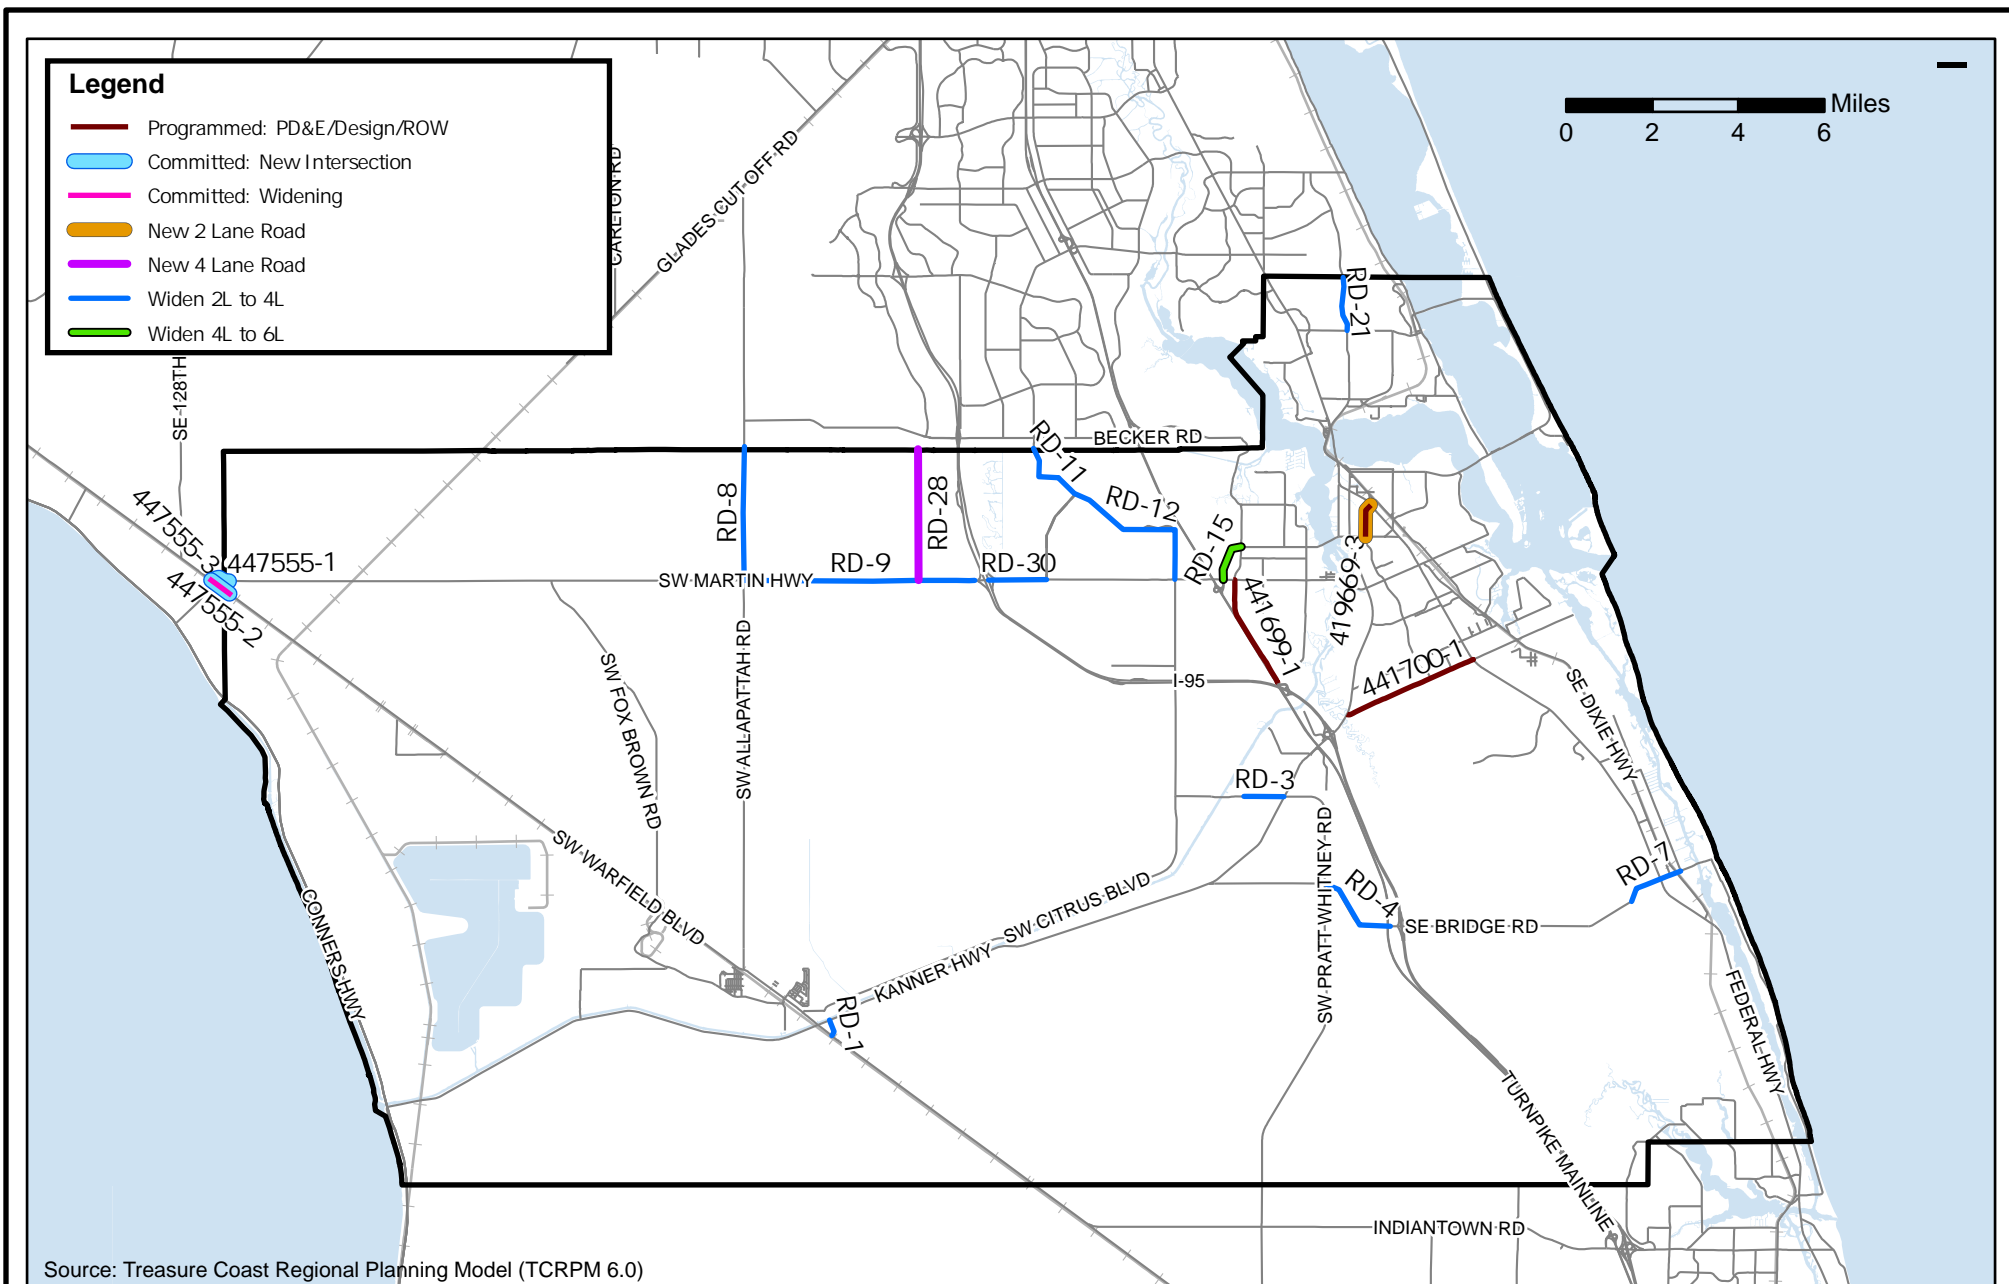 Legend
Programmed: PD&E/Design/ROW
Committed: New Intersection
Committed: Widening
New 2 Lane Road
New 4 Lane Road
Widen 2L to 4L
Widen 4L to 6L
Miles
0 2 4 6
CARLTON RD
GLADES CUT OFF RD
SE 128TH
RD-21
BECKER RD
RD-11
RD-12
RD-8
RD-28
RD-15
447555-3
447555-1
447555-2
SW MARTIN HWY
RD-9
RD-30
441699-1
419669-3
441700-1
SW FOX BROWN RD
SW ALLAPATTAH RD
I-95
SE DIXIE HWY
RD-3
SW PRATT WHITNEY RD
SW WARFIELD BLVD
CONNERS HWY
SW CITRUS BLVD
KANNER HWY
RD-4
RD-7
SE BRIDGE RD
RD-1
FEDERAL HWY
TURNPIKE MAINLINE
INDIANTOWN RD
Source: Treasure Coast Regional Planning Model (TCRPM 6.0)